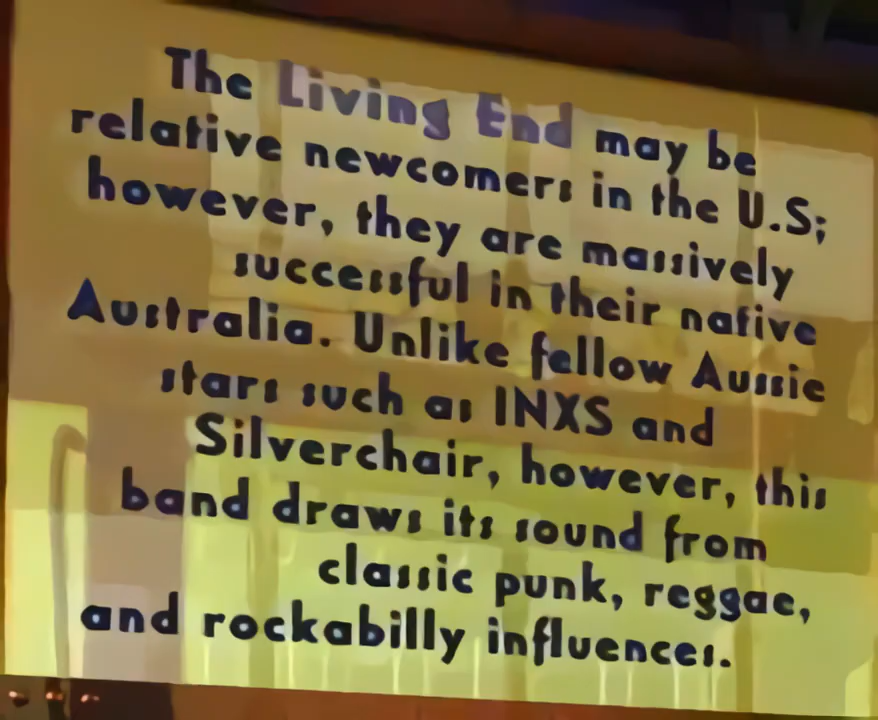 The Living End may be
relative newcomers in the U.S;
however, they are massively
successful in their native
Australia. Unlike fellow Aussie
stars such as INXS and
Silverchair, however, this
band draws its sound from
classic punk, reggae,
and rockabilly influences.